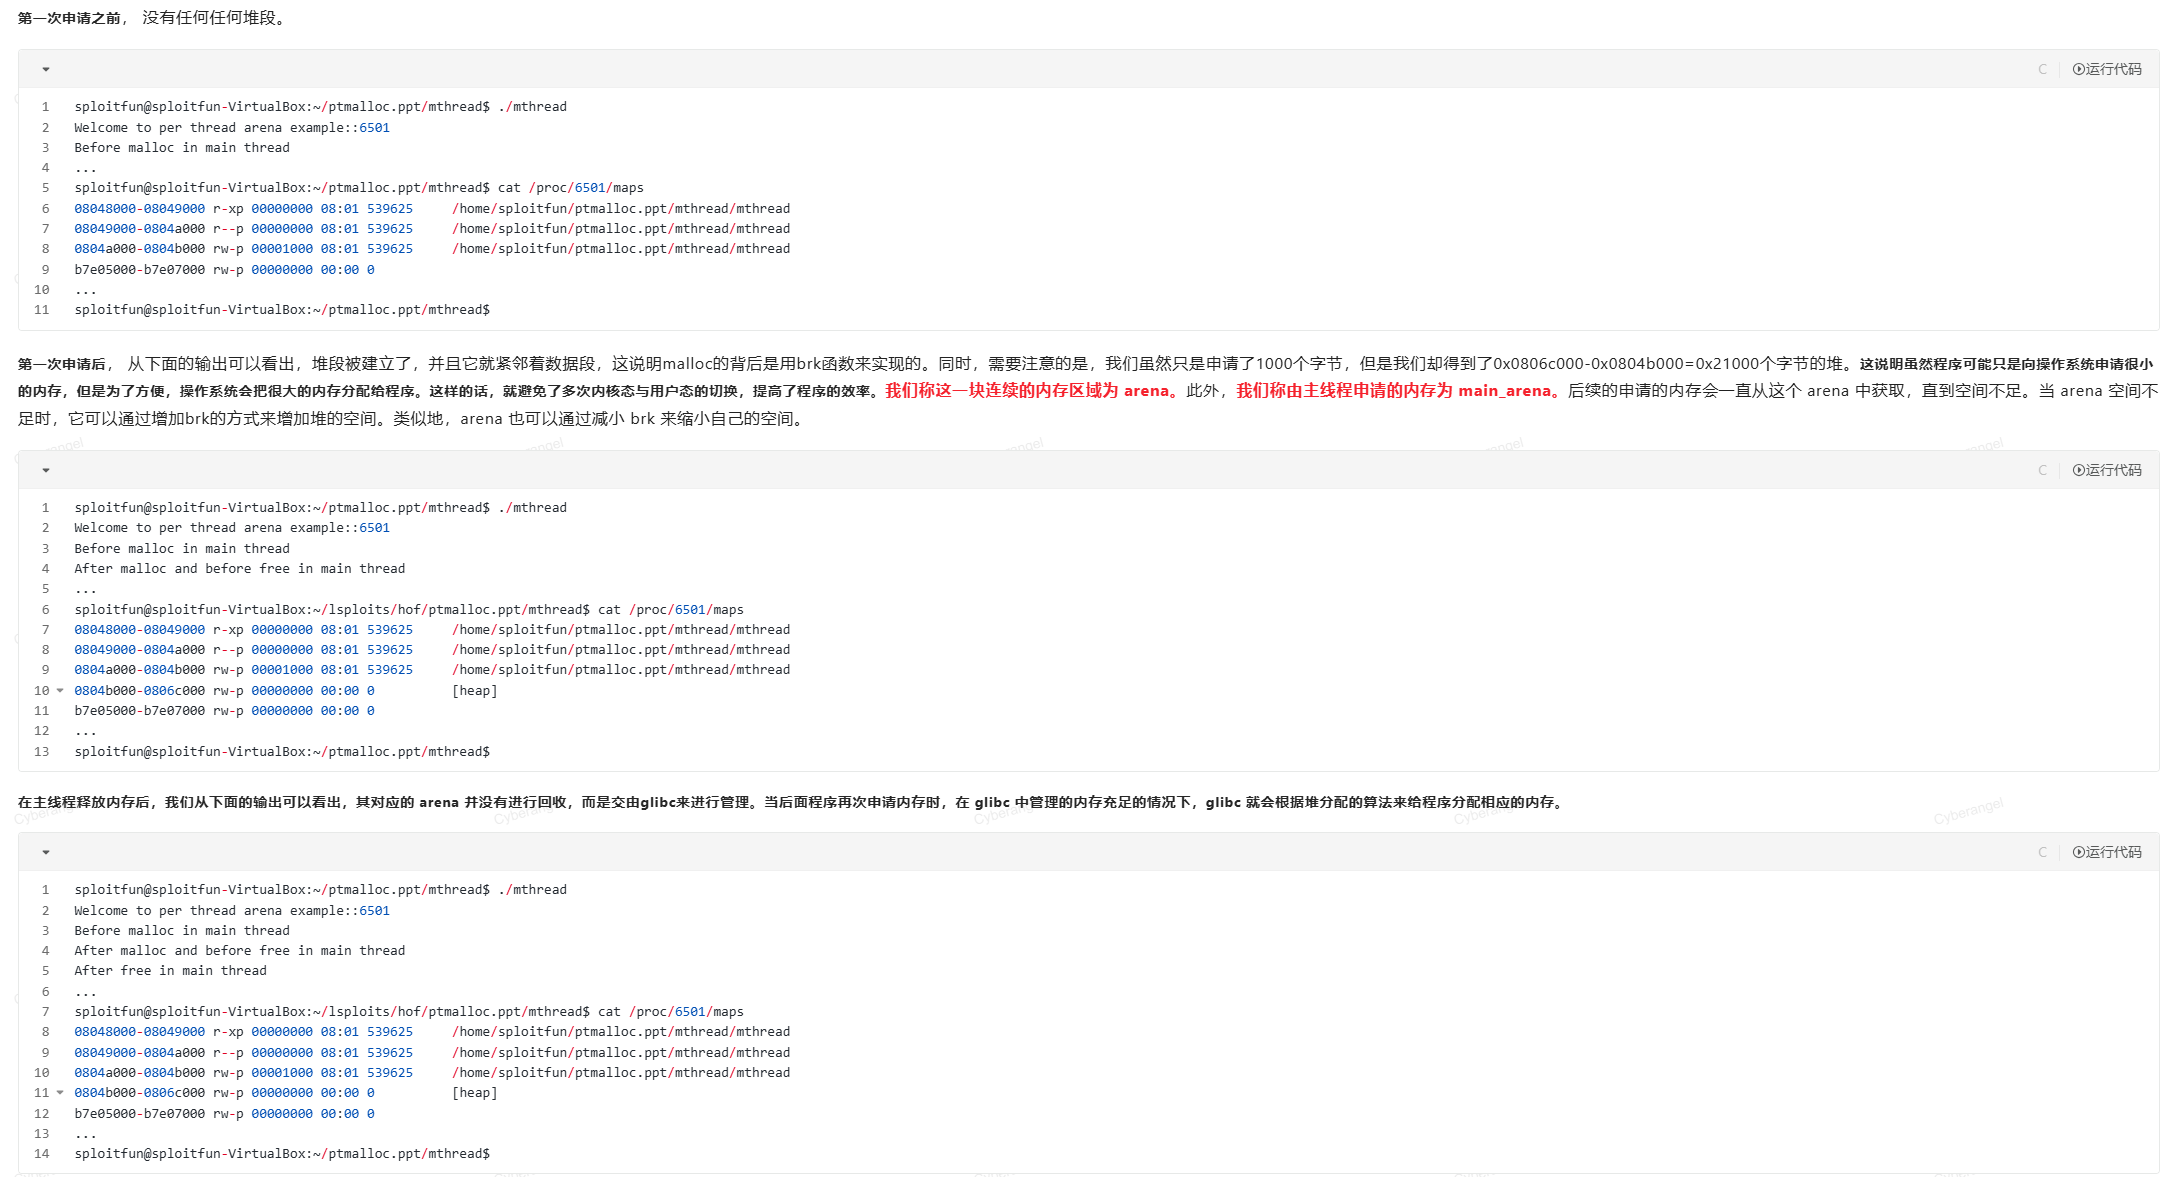 第一次申请之前， 没有任何任何堆段。
C 运行代码
1 sploitfun@sploitfun-VirtualBox:~/ptmalloc.ppt/mthread$ ./mthread
2 Welcome to per thread arena example::6501
3 Before malloc in main thread
4 ...
5 sploitfun@sploitfun-VirtualBox:~/ptmalloc.ppt/mthread$ cat /proc/6501/maps
6 08048000-08049000 r-xp 00000000 08:01 539625     /home/sploitfun/ptmalloc.ppt/mthread/mthread
7 08049000-0804a000 r--p 00000000 08:01 539625     /home/sploitfun/ptmalloc.ppt/mthread/mthread
8 0804a000-0804b000 rw-p 00001000 08:01 539625     /home/sploitfun/ptmalloc.ppt/mthread/mthread
9 b7e05000-b7e07000 rw-p 00000000 00:00 0
10 ...
11 sploitfun@sploitfun-VirtualBox:~/ptmalloc.ppt/mthread$
第一次申请后， 从下面的输出可以看出，堆段被建立了，并且它就紧邻着数据段，这说明malloc的背后是用brk函数来实现的。同时，需要注意的是，我们虽然只是申请了1000个字节，但是我们却得到了0x0806c000-0x0804b000=0x21000个字节的堆。这说明虽然程序可能只是向操作系统申请很小
的内存，但是为了方便，操作系统会把很大的内存分配给程序。这样的话，就避免了多次内核态与用户态的切换，提高了程序的效率。我们称这一块连续的内存区域为 arena。此外，我们称由主线程申请的内存为 main_arena。后续的申请的内存会一直从这个 arena 中获取，直到空间不足。当 arena 空间不
足时，它可以通过增加brk的方式来增加堆的空间。类似地，arena 也可以通过减小 brk 来缩小自己的空间。
C 运行代码
1 sploitfun@sploitfun-VirtualBox:~/ptmalloc.ppt/mthread$ ./mthread
2 Welcome to per thread arena example::6501
3 Before malloc in main thread
4 After malloc and before free in main thread
5 ...
6 sploitfun@sploitfun-VirtualBox:~/lsploits/hof/ptmalloc.ppt/mthread$ cat /proc/6501/maps
7 08048000-08049000 r-xp 00000000 08:01 539625     /home/sploitfun/ptmalloc.ppt/mthread/mthread
8 08049000-0804a000 r--p 00000000 08:01 539625     /home/sploitfun/ptmalloc.ppt/mthread/mthread
9 0804a000-0804b000 rw-p 00001000 08:01 539625     /home/sploitfun/ptmalloc.ppt/mthread/mthread
10 0804b000-0806c000 rw-p 00000000 00:00 0          [heap]
11 b7e05000-b7e07000 rw-p 00000000 00:00 0
12 ...
13 sploitfun@sploitfun-VirtualBox:~/ptmalloc.ppt/mthread$
在主线程释放内存后，我们从下面的输出可以看出，其对应的 arena 并没有进行回收，而是交由glibc来进行管理。当后面程序再次申请内存时，在 glibc 中管理的内存充足的情况下，glibc 就会根据堆分配的算法来给程序分配相应的内存。
Cyberangel
C 运行代码
1 sploitfun@sploitfun-VirtualBox:~/ptmalloc.ppt/mthread$ ./mthread
2 Welcome to per thread arena example::6501
3 Before malloc in main thread
4 After malloc and before free in main thread
5 After free in main thread
6 ...
7 sploitfun@sploitfun-VirtualBox:~/lsploits/hof/ptmalloc.ppt/mthread$ cat /proc/6501/maps
8 08048000-08049000 r-xp 00000000 08:01 539625     /home/sploitfun/ptmalloc.ppt/mthread/mthread
9 08049000-0804a000 r--p 00000000 08:01 539625     /home/sploitfun/ptmalloc.ppt/mthread/mthread
10 0804a000-0804b000 rw-p 00001000 08:01 539625     /home/sploitfun/ptmalloc.ppt/mthread/mthread
11 0804b000-0806c000 rw-p 00000000 00:00 0          [heap]
12 b7e05000-b7e07000 rw-p 00000000 00:00 0
13 ...
14 sploitfun@sploitfun-VirtualBox:~/ptmalloc.ppt/mthread$